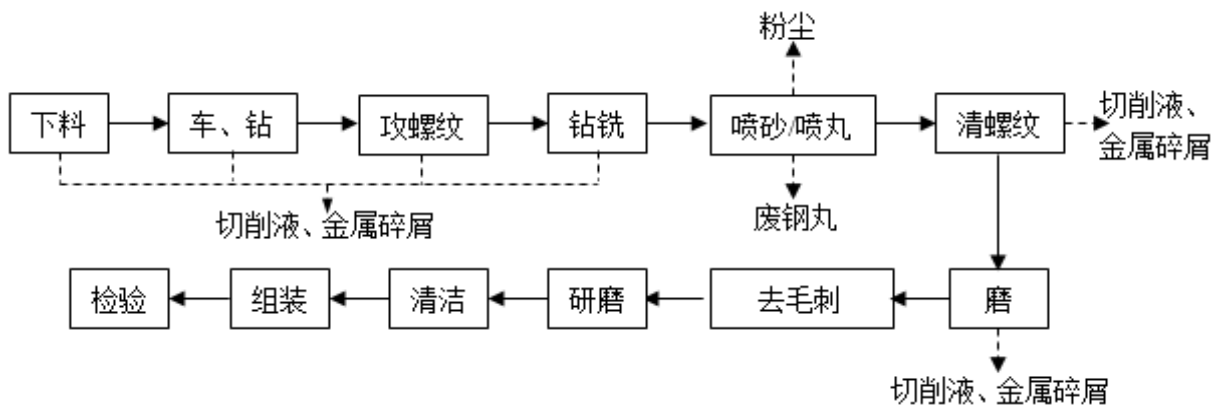 粉尘
下料
车、钻
攻螺纹
钻铣
喷砂/喷丸
清螺纹
切削液、
金属碎屑
切削液、金属碎屑
废钢丸
检验
组装
清洁
研磨
去毛刺
磨
切削液、金属碎屑